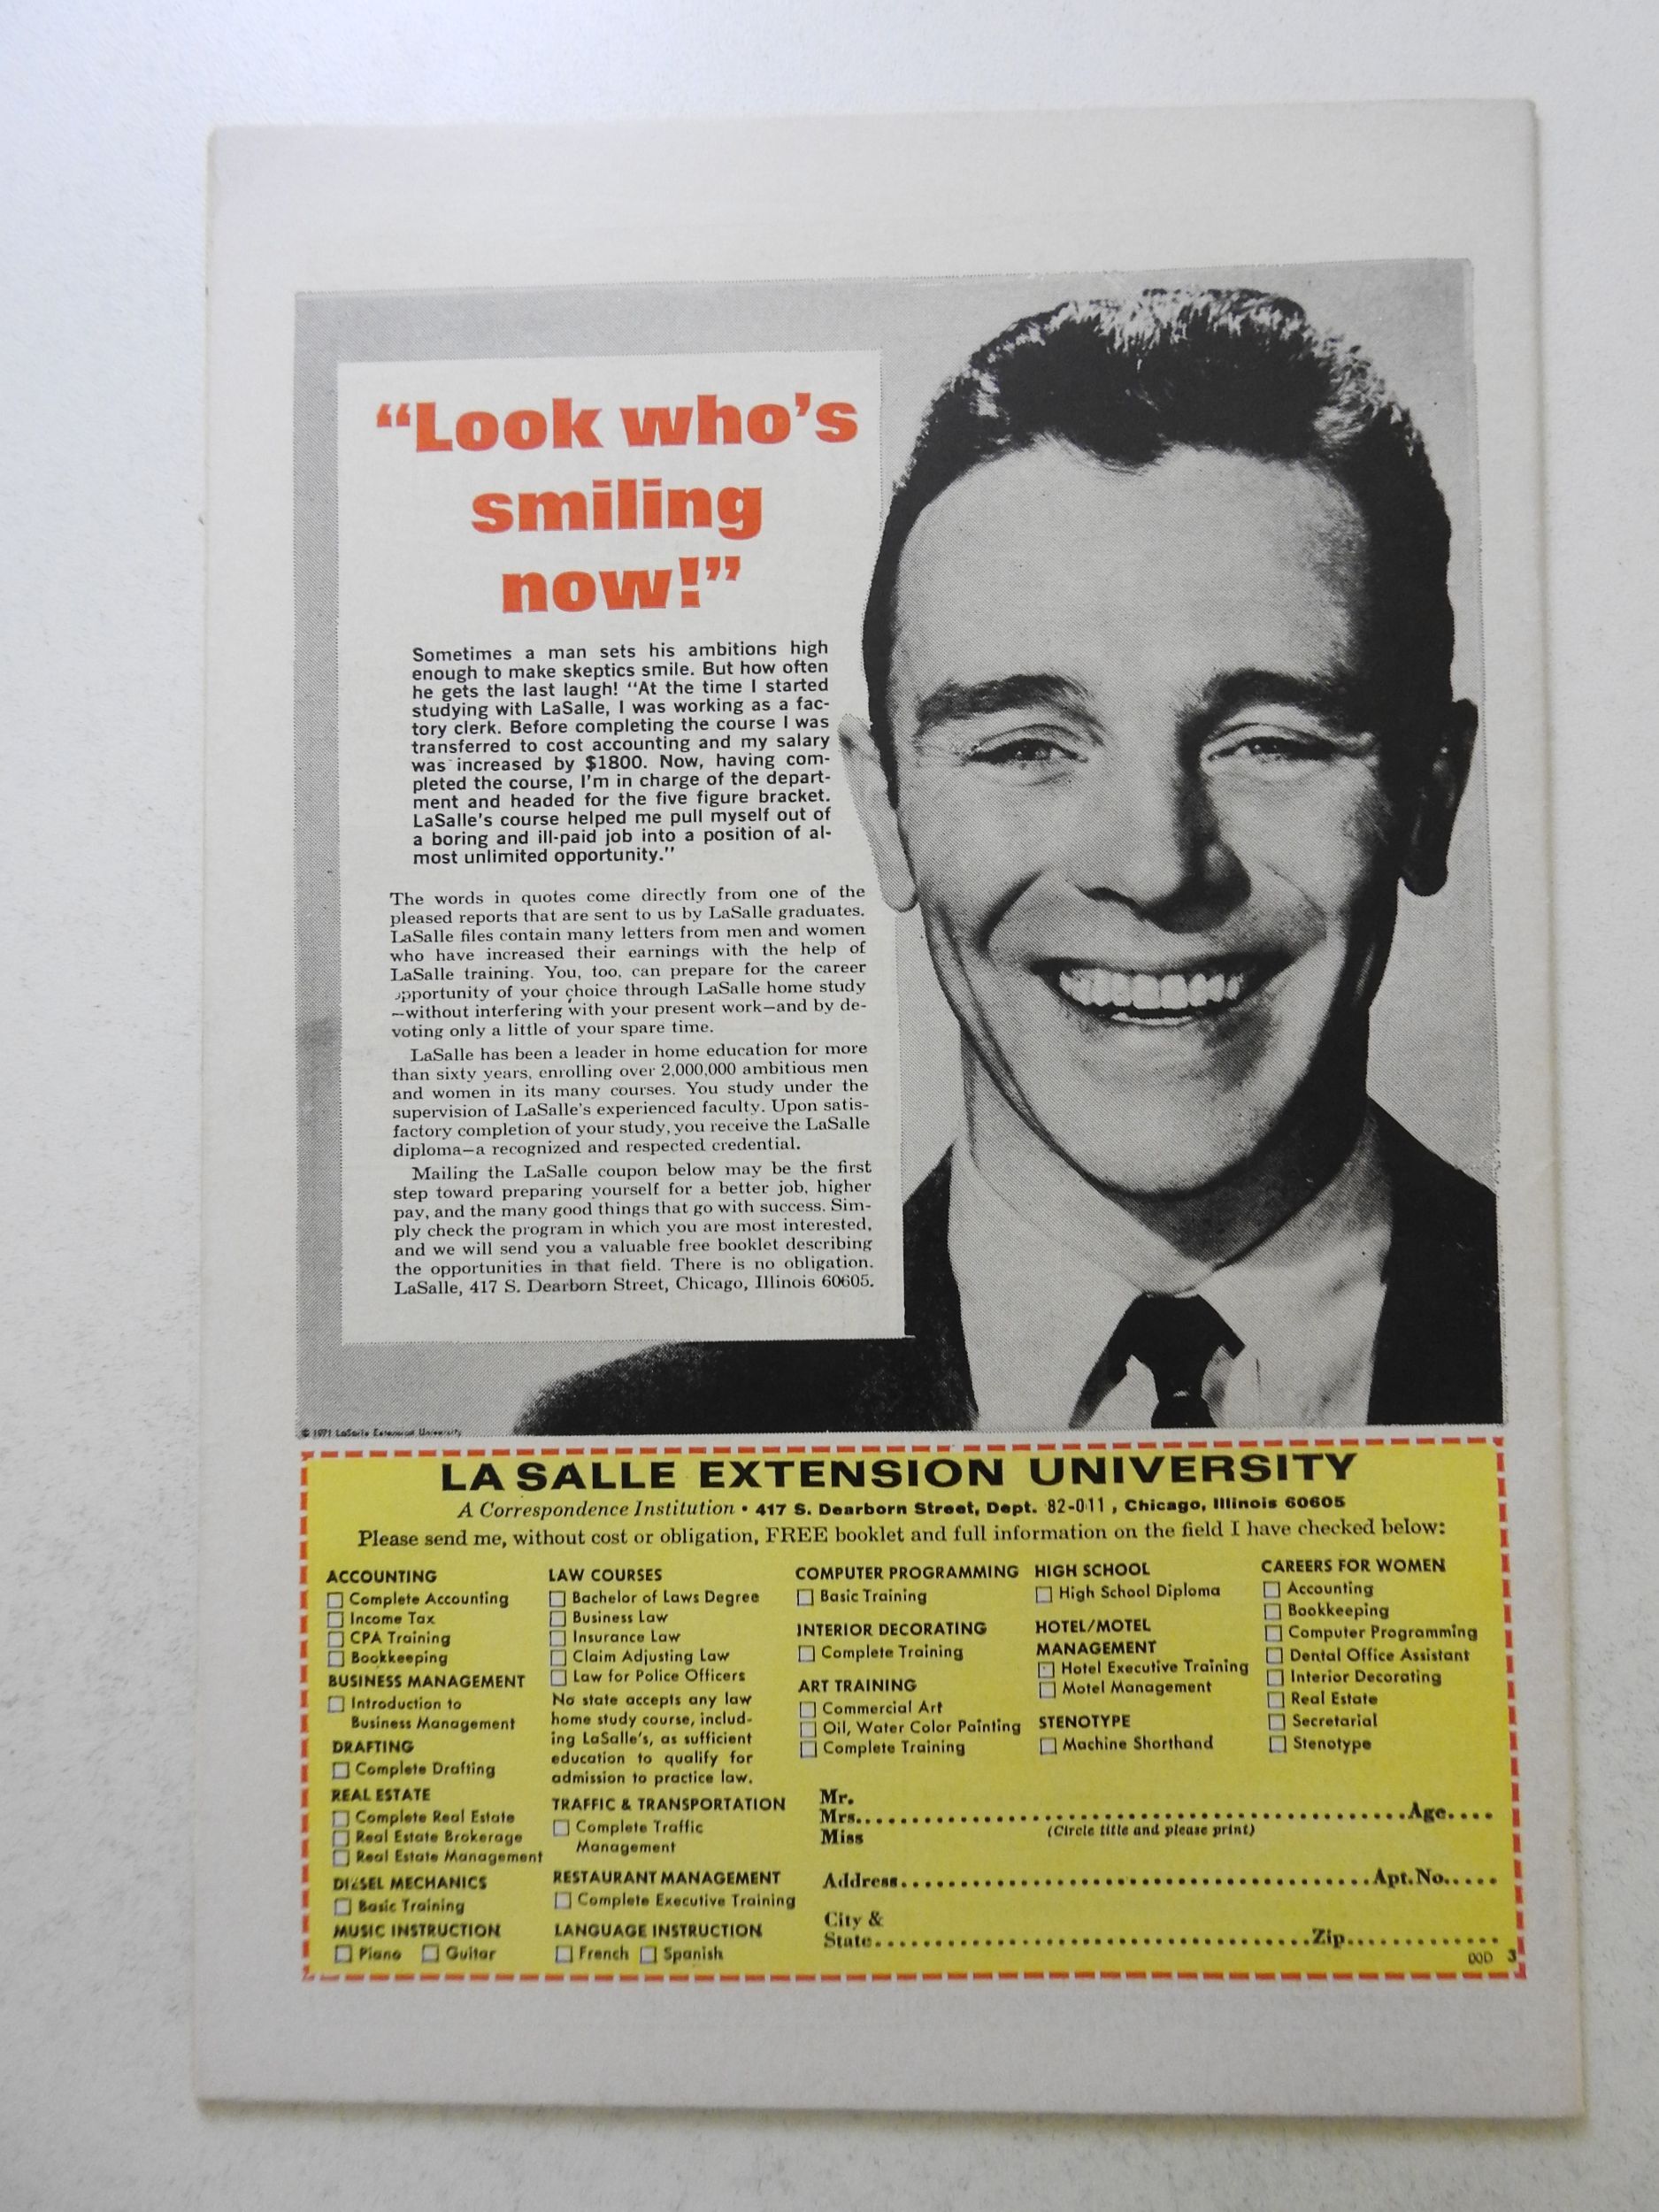 “Look who’s
smiling
now!”
Sometimes a man sets his ambitions high
enough to make skeptics smile. But how often
he gets the last laugh! “At the time I started
studying with LaSalle, I was working as a fac-
tory clerk. Before completing the course I was
transferred to cost accounting and my salary
was increased by $1800. Now, having com-
pleted the course, I’m in charge of the depart-
ment and headed for the five figure bracket.
LaSalle’s course helped me pull myself out of
a boring and ill-paid job into a position of al-
most unlimited opportunity.”
The words in quotes come directly from one of the
pleased reports that are sent to us by LaSalle graduates.
LaSalle files contain many letters from men and women
who have increased their earnings with the help of
LaSalle training. You, too, can prepare for the career
opportunity of your choice through LaSalle home study
—without interfering with your present work—and by de-
voting only a little of your spare time.
LaSalle has been a leader in home education for more
than sixty years, enrolling over 2,000,000 ambitious men
and women in its many courses. You study under the
supervision of LaSalle’s experienced faculty. Upon satis-
factory completion of your study, you receive the LaSalle
diploma—a recognized and respected credential.
Mailing the LaSalle coupon below may be the first
step toward preparing yourself for a better job, higher
pay, and the many good things that go with success. Sim-
ply check the program in which you are most interested,
and we will send you a valuable free booklet describing
the opportunities in that field. There is no obligation.
LaSalle, 417 S. Dearborn Street, Chicago, Illinois 60605.
© 1971 LaSalle Extension University
LA SALLE EXTENSION UNIVERSITY
A Correspondence Institution • 417 S. Dearborn Street, Dept. 82-011, Chicago, Illinois 60605
Please send me, without cost or obligation, FREE booklet and full information on the field I have checked below:
ACCOUNTING
Complete Accounting
Income Tax
CPA Training
Bookkeeping
BUSINESS MANAGEMENT
Introduction to
Business Management
DRAFTING
Complete Drafting
REAL ESTATE
Complete Real Estate
Real Estate Brokerage
Real Estate Management
DIESEL MECHANICS
Basic Training
MUSIC INSTRUCTION
Piano Guitar
LAW COURSES
Bachelor of Laws Degree
Business Law
Insurance Law
Claim Adjusting Law
Law for Police Officers
No state accepts any law
home study course, includ-
ing LaSalle’s, as sufficient
education to qualify for
admission to practice law.
TRAFFIC & TRANSPORTATION
Complete Traffic
Management
RESTAURANT MANAGEMENT
Complete Executive Training
LANGUAGE INSTRUCTION
French Spanish
COMPUTER PROGRAMMING
Basic Training
INTERIOR DECORATING
Complete Training
ART TRAINING
Commercial Art
Oil, Water Color Painting
Complete Training
HIGH SCHOOL
High School Diploma
HOTEL/MOTEL
MANAGEMENT
Hotel Executive Training
Motel Management
STENOTYPE
Machine Shorthand
CAREERS FOR WOMEN
Accounting
Bookkeeping
Computer Programming
Dental Office Assistant
Interior Decorating
Real Estate
Secretarial
Stenotype
Mr.
Mrs. Age
Miss (Circle title and please print)
Address Apt.No.
City &
State Zip
DOD 3